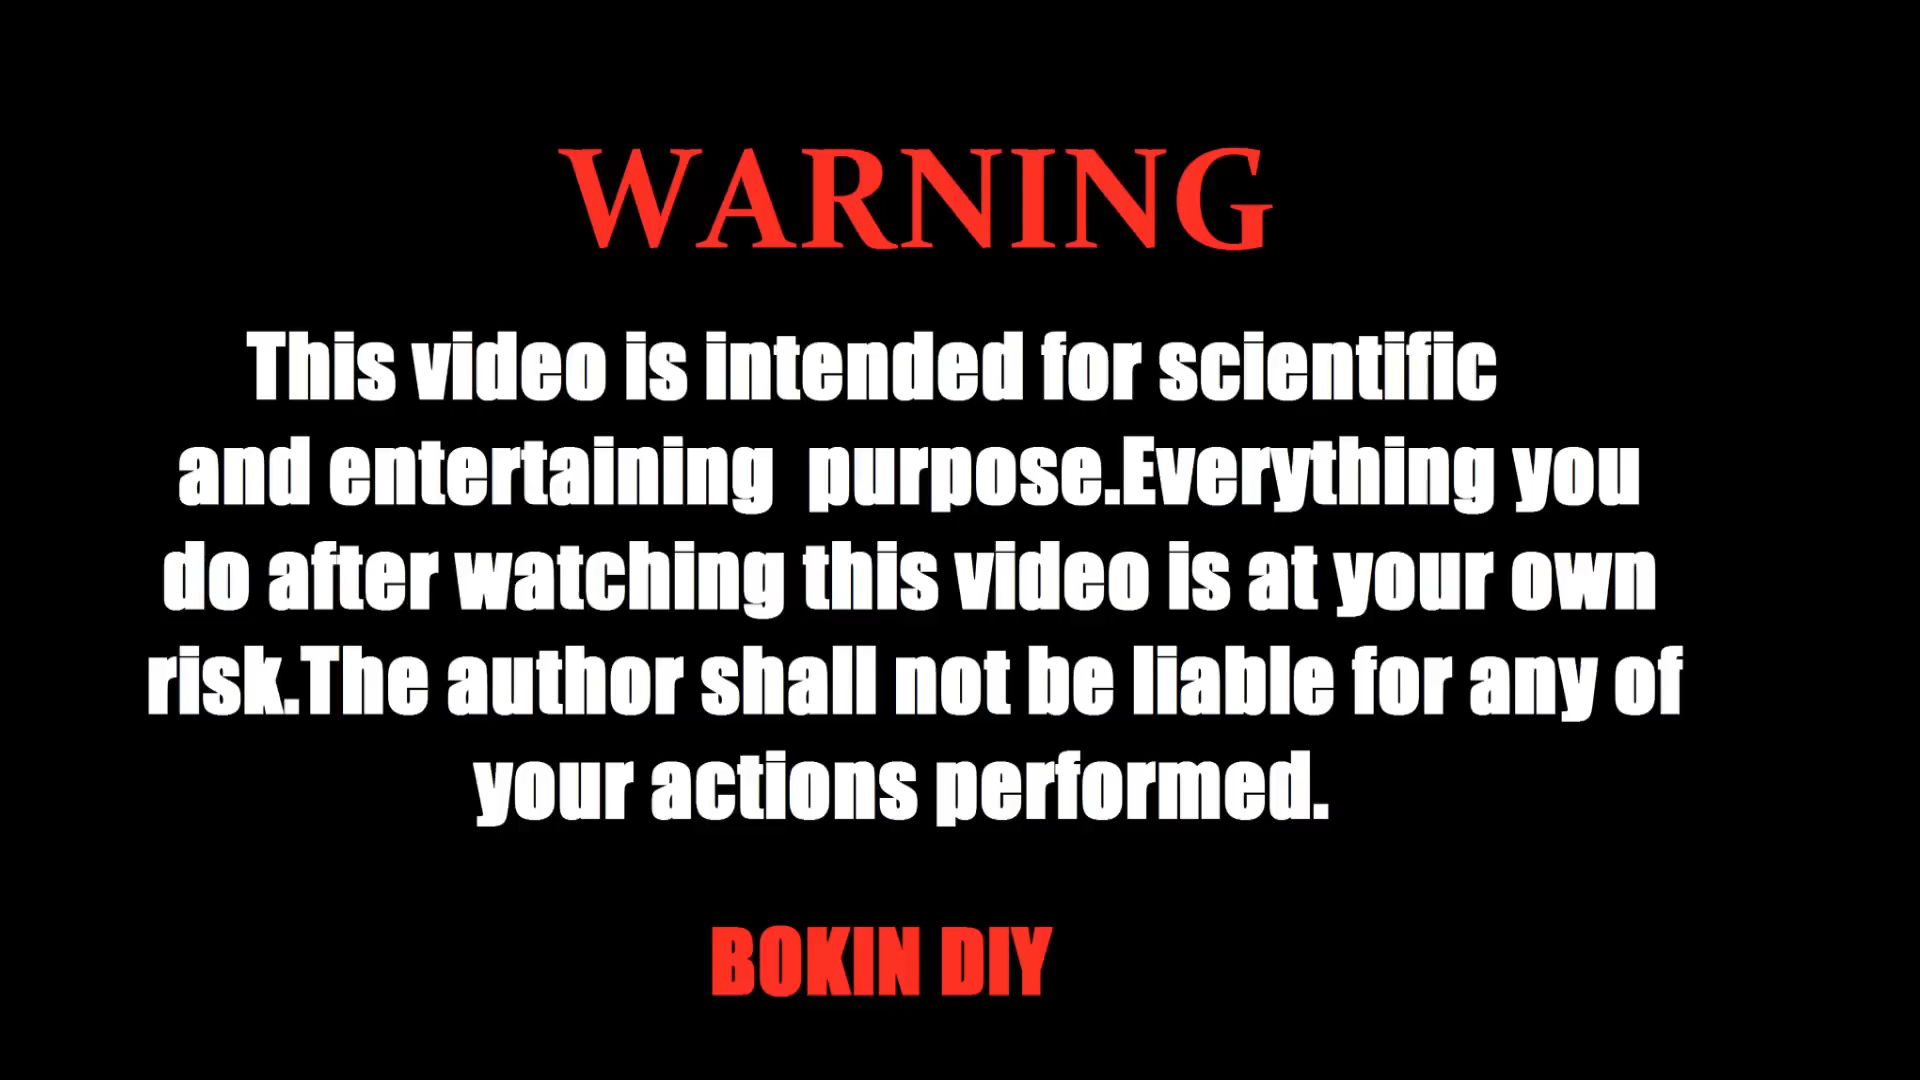 WARNING
This video is intended for scientific
and entertaining  purpose.Everything you
do after watching this video is at your own
risk.The author shall not be liable for any of
your actions performed.
BOKIN DIY